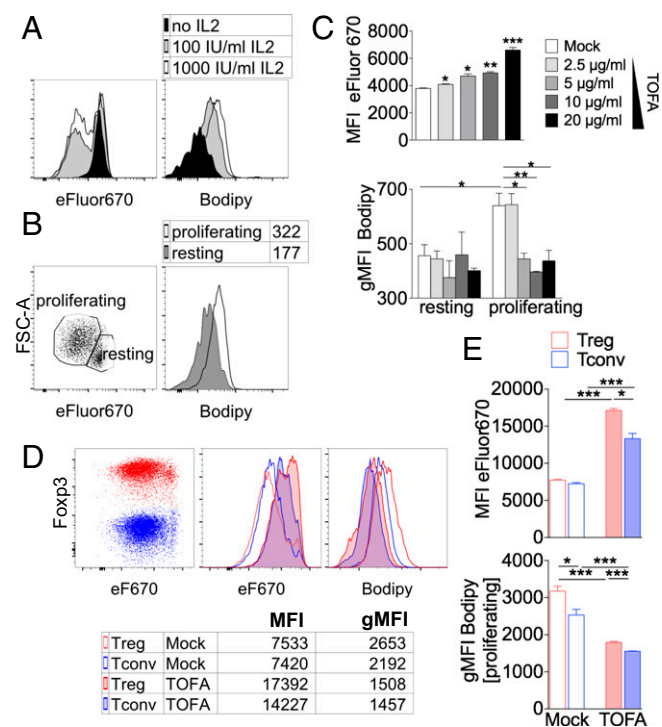 A
no IL2
100 IU/ml IL2
1000 IU/ml IL2
eFluor670
Bodipy
B
proliferating 322
resting 177
FSC-A
proliferating
resting
eFluor670
Bodipy
C
MFI eFluor 670
8000
6000
4000
2000
0
* * ** ***
Mock
2.5 µg/ml
5 µg/ml
10 µg/ml
20 µg/ml
TOFA
gMFI Bodipy
700
500
300
*
*
**
*
resting proliferating
D
Foxp3
eF670
eF670
Bodipy
MFI gMFI
Treg Mock 7533 2653
Tconv Mock 7420 2192
Treg TOFA 17392 1508
Tconv TOFA 14227 1457
E
Treg
Tconv
MFI eFluor670
20000
15000
10000
5000
0
***
*** *
gMFI Bodipy
[proliferating]
4000
3000
2000
1000
0
* ***
*** ***
Mock TOFA